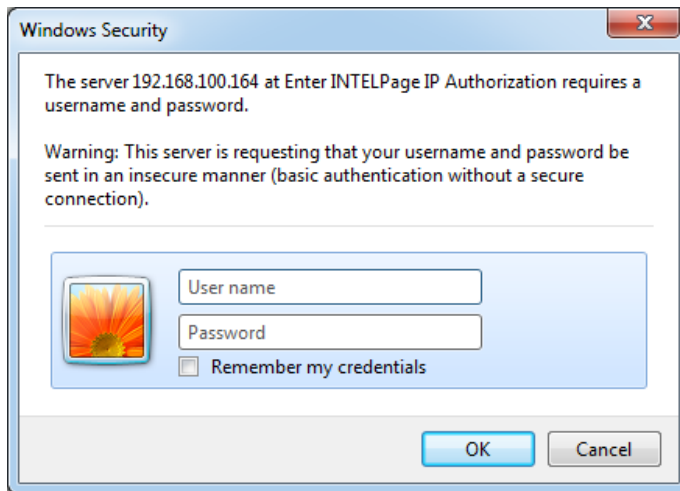 Windows Security
The server 192.168.100.164 at Enter INTELPage IP Authorization requires a
username and password.
Warning: This server is requesting that your username and password be
sent in an insecure manner (basic authentication without a secure
connection).
User name
Password
Remember my credentials
OK
Cancel